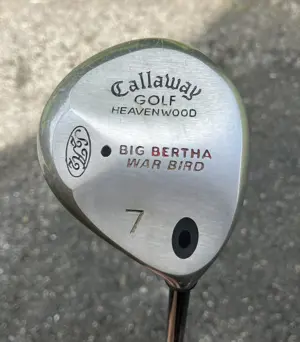 Callaway
GOLF
HEAVENWOOD
BIG BERTHA
WAR BIRD
7